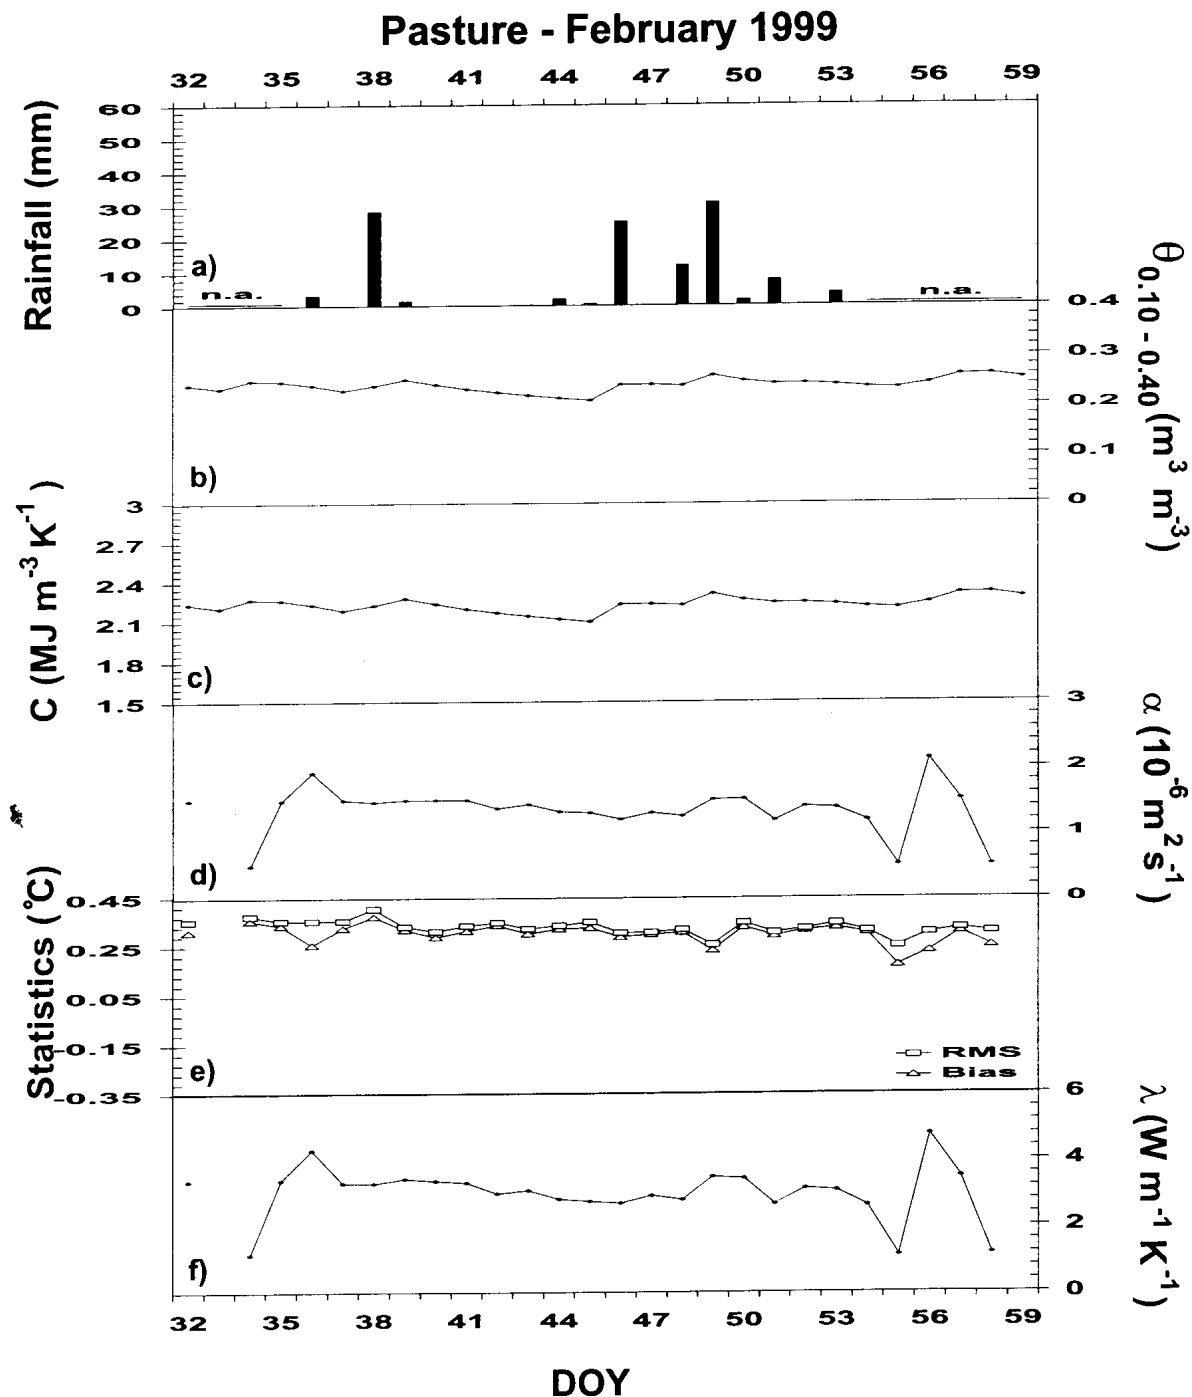 Pasture - February 1999
32 35 38 41 44 47 50 53 56 59
Rainfall (mm)
60
50
40
30
20
10
0
a)
n.a.
n.a.
θ 0.10 - 0.40 (m³ m⁻³)
0.4
0.3
0.2
0.1
0
b)
C (MJ m⁻³ K⁻¹)
3
2.7
2.4
2.1
1.8
1.5
c)
α (10⁻⁶ m² s⁻¹)
3
2
1
0
d)
Statistics (°C)
0.45
0.25
0.05
-0.15
-0.35
e)
RMS
Bias
λ (W m⁻¹ K⁻¹)
6
4
2
0
f)
32 35 38 41 44 47 50 53 56 59
DOY